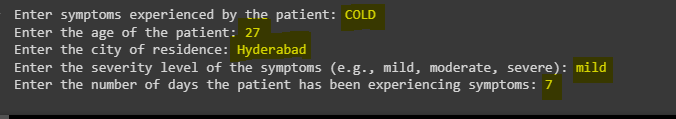 Enter symptoms experienced by the patient: COLD
Enter the age of the patient: 27
Enter the city of residence: Hyderabad
Enter the severity level of the symptoms (e.g., mild, moderate, severe): mild
Enter the number of days the patient has been experiencing symptoms: 7